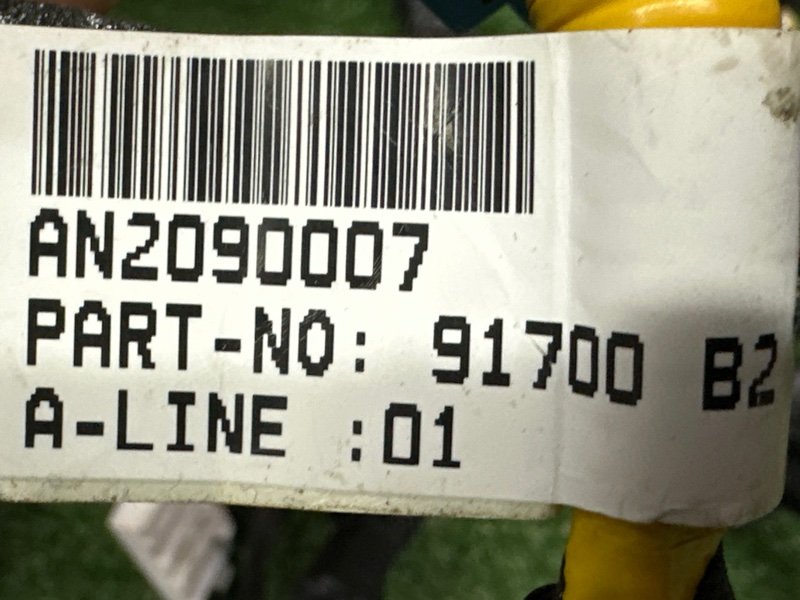 AN2090007
PART-NO: 91700 B2
A-LINE :01